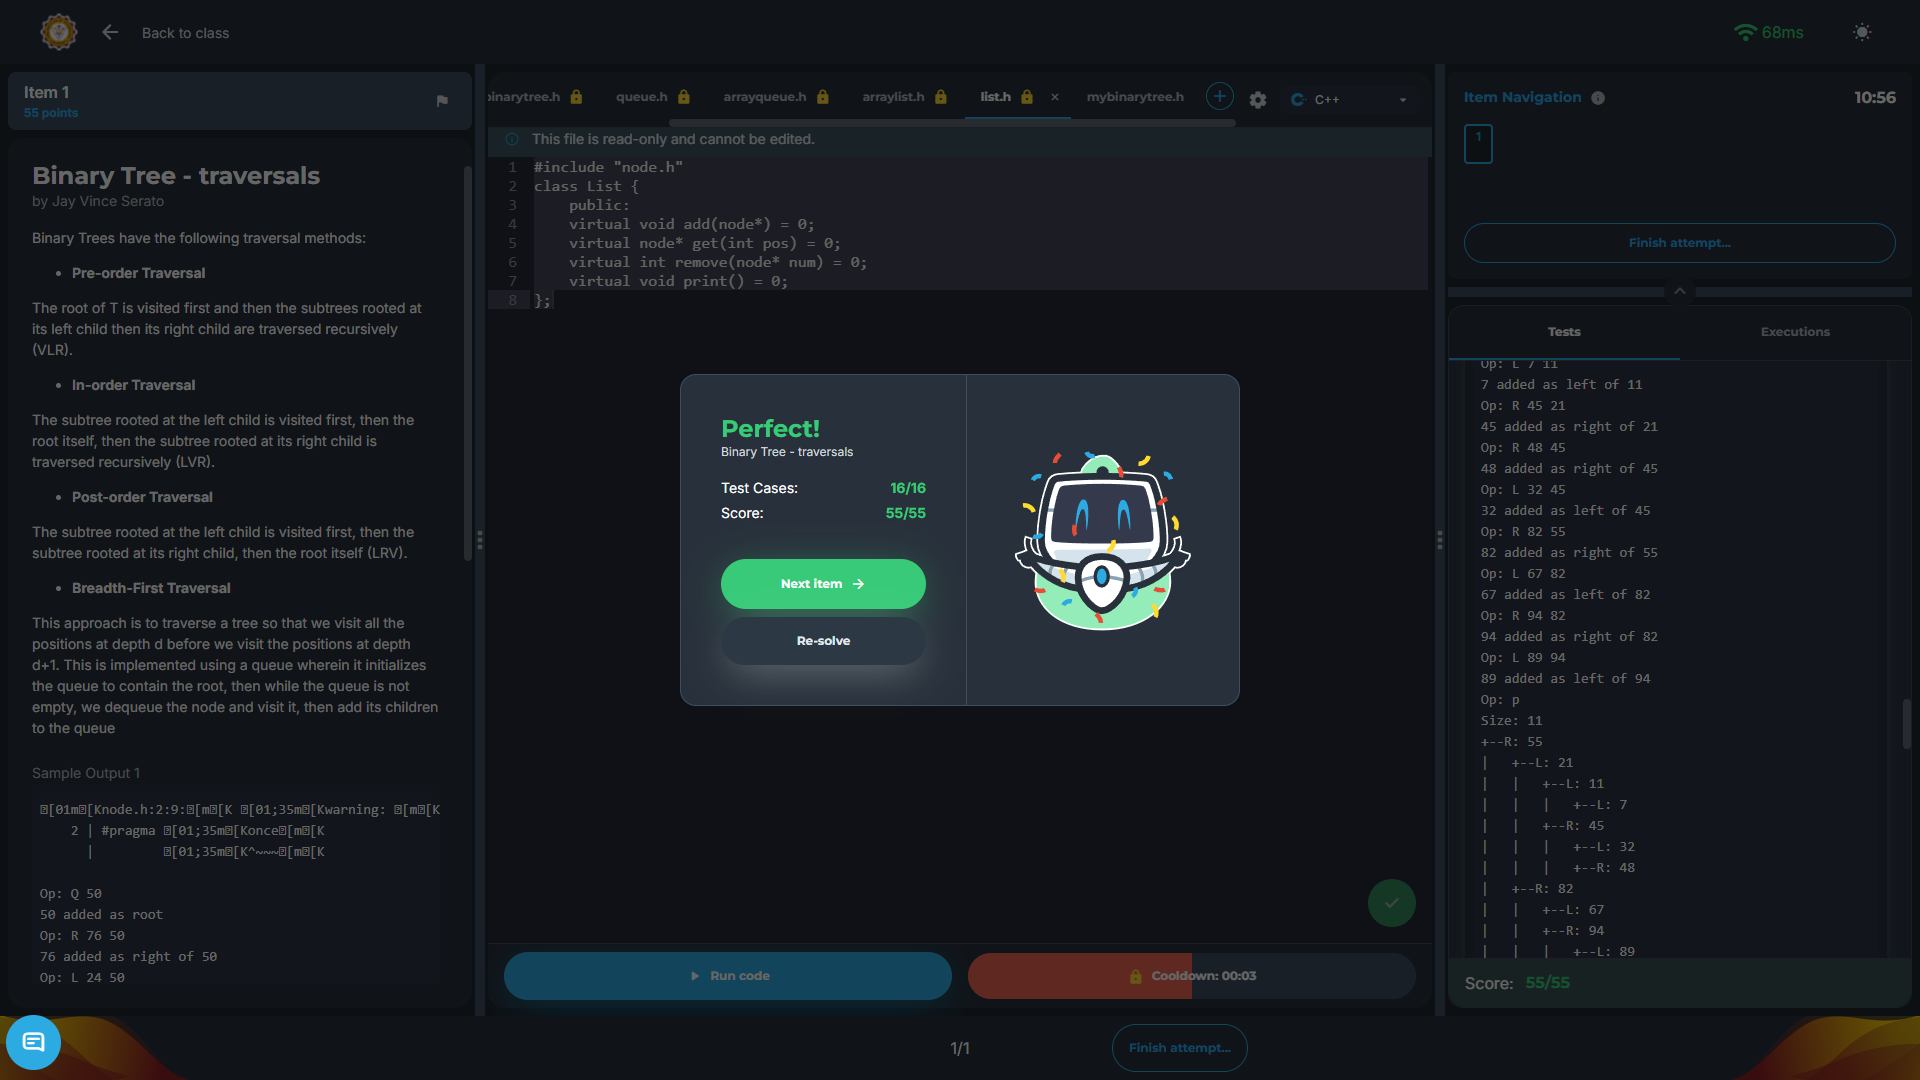 Back to class
68ms
Item 1
55 points
Binary Tree - traversals
by Jay Vince Serato
Binary Trees have the following traversal methods:
• Pre-order Traversal
The root of T is visited first and then the subtrees rooted at
its left child then its right child are traversed recursively
(VLR).
• In-order Traversal
The subtree rooted at the left child is visited first, then the
root itself, then the subtree rooted at its right child is
traversed recursively (LVR).
• Post-order Traversal
The subtree rooted at the left child is visited first, then the
subtree rooted at its right child, then the root itself (LRV).
• Breadth-First Traversal
This approach is to traverse a tree so that we visit all the
positions at depth d before we visit the positions at depth
d+1. This is implemented using a queue wherein it initializes
the queue to contain the root, then while the queue is not
empty, we dequeue the node and visit it, then add its children
to the queue
Sample Output 1
[01m[Knode.h:2:9:[m[K [01;35m[Kwarning: [m[K
2 | #pragma [01;35m[Konce[m[K
| [01;35m[K^~~~[m[K
Op: Q 50
50 added as root
Op: R 76 50
76 added as right of 50
Op: L 24 50
binarytree.h queue.h arrayqueue.h arraylist.h list.h × mybinarytree.h + C++
This file is read-only and cannot be edited.
1 #include "node.h"
2 class List {
3 public:
4 virtual void add(node*) = 0;
5 virtual node* get(int pos) = 0;
6 virtual int remove(node* num) = 0;
7 virtual void print() = 0;
8 };
Perfect!
Binary Tree - traversals
Test Cases: 16/16
Score: 55/55
Next item →
Re-solve
Run code
Cooldown: 00:03
1/1
Finish attempt...
Item Navigation
10:56
1
Finish attempt...
Tests
Executions
Op: L 7 11
7 added as left of 11
Op: R 45 21
45 added as right of 21
Op: R 48 45
48 added as right of 45
Op: L 32 45
32 added as left of 45
Op: R 82 55
82 added as right of 55
Op: L 67 82
67 added as left of 82
Op: R 94 82
94 added as right of 82
Op: L 89 94
89 added as left of 94
Op: p
Size: 11
+--R: 55
| +--L: 21
| | +--L: 11
| | | +--L: 7
| | +--R: 45
| | | +--L: 32
| | | +--R: 48
| +--R: 82
| | +--L: 67
| | +--R: 94
| | | +--L: 89
Score: 55/55